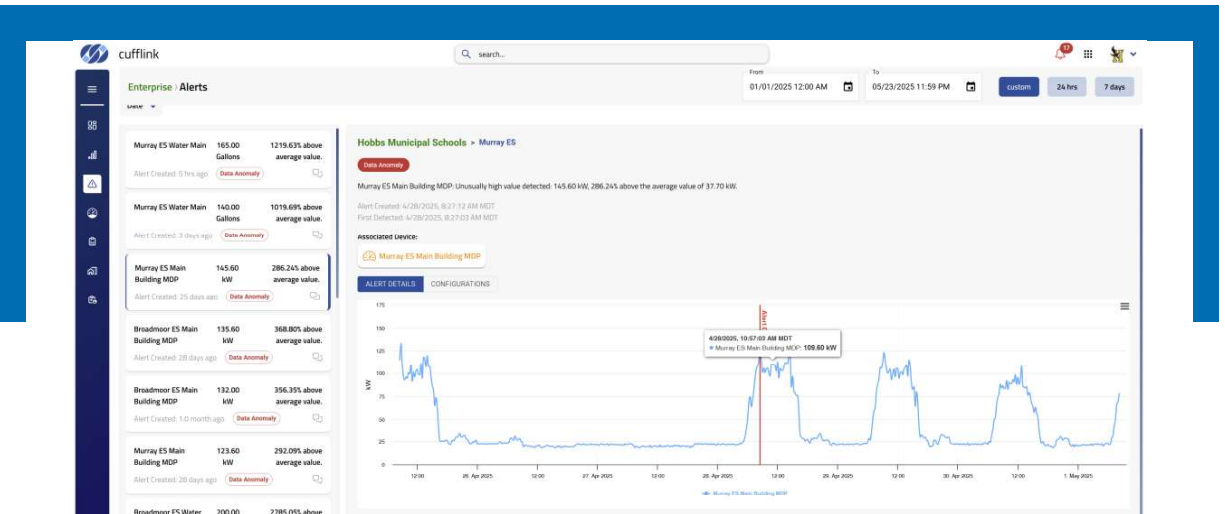 cufflink
search...
17
Enterprise › Alerts
From
01/01/2025 12:00 AM
To
05/23/2025 11:59 PM
custom
24 hrs
7 days
Date
Murray ES Water Main 165.00 1219.63% above
Gallons average value.
Alert Created: 5 hrs ago Data Anomaly
Murray ES Water Main 140.00 1019.69% above
Gallons average value.
Alert Created: 3 days ago Data Anomaly
Murray ES Main 145.60 286.24% above
Building MDP kW average value.
Alert Created: 25 days ago Data Anomaly
Broadmoor ES Main 135.60 368.80% above
Building MDP kW average value.
Alert Created: 28 days ago Data Anomaly
Broadmoor ES Main 132.00 356.35% above
Building MDP kW average value.
Alert Created: 1.0 month ago Data Anomaly
Murray ES Main 123.60 292.09% above
Building MDP kW average value.
Alert Created: 28 days ago Data Anomaly
Broadmoor ES Water 200.00 2785.05% above
Hobbs Municipal Schools > Murray ES
Data Anomaly
Murray ES Main Building MDP: Unusually high value detected: 145.60 kW, 286.24% above the average value of 37.70 kW.
Alert Created: 4/28/2025, 8:27:12 AM MDT
First Detected: 4/28/2025, 8:27:03 AM MDT
Associated Device:
Murray ES Main Building MDP
ALERT DETAILS CONFIGURATIONS
175
150
125
100
75
50
25
0
kW
Alert
4/28/2025, 10:57:03 AM MDT
Murray ES Main Building MDP: 109.60 kW
12:00 26. Apr 2025 12:00 27. Apr 2025 12:00 28. Apr 2025 12:00 29. Apr 2025 12:00 30. Apr 2025 12:00 1. May 2025
Murray ES Main Building MDP